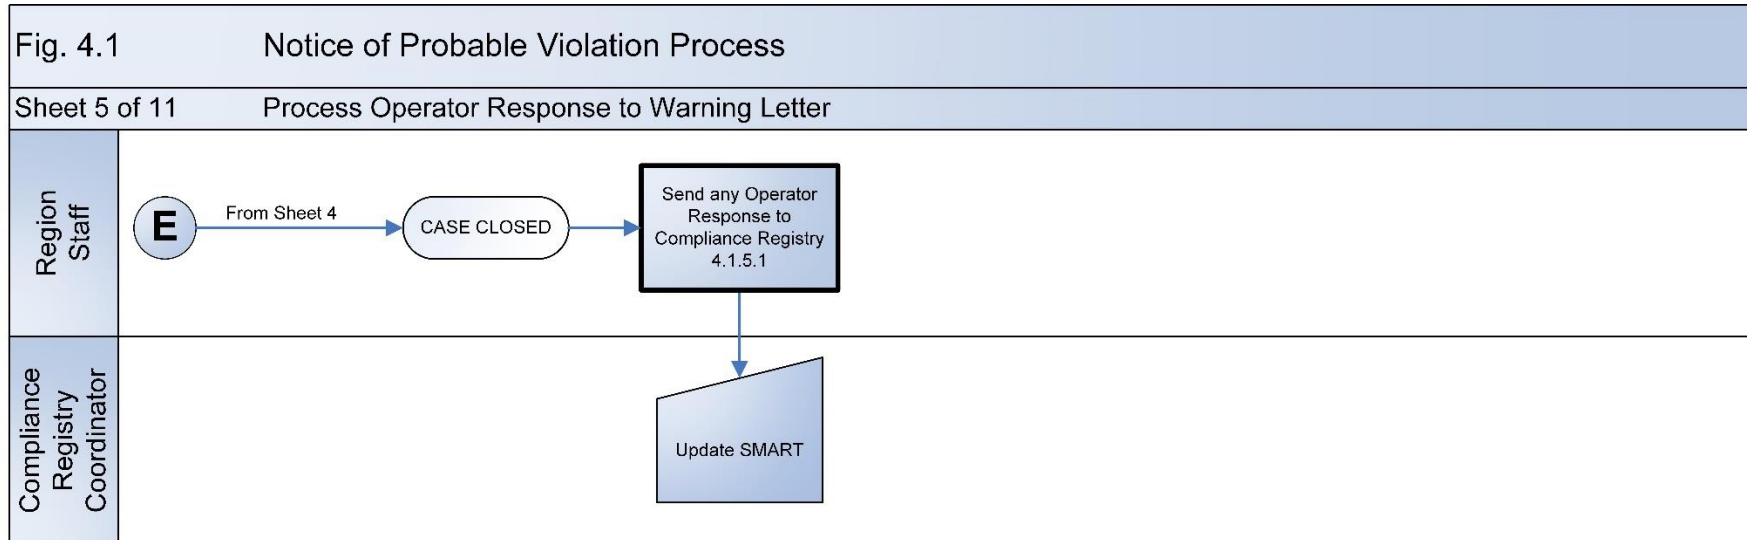 Fig. 4.1 Notice of Probable Violation Process
Sheet 5 of 11 Process Operator Response to Warning Letter
Region
Staff
E
From Sheet 4
CASE CLOSED
Send any Operator
Response to
Compliance Registry
4.1.5.1
Compliance
Registry
Coordinator
Update SMART